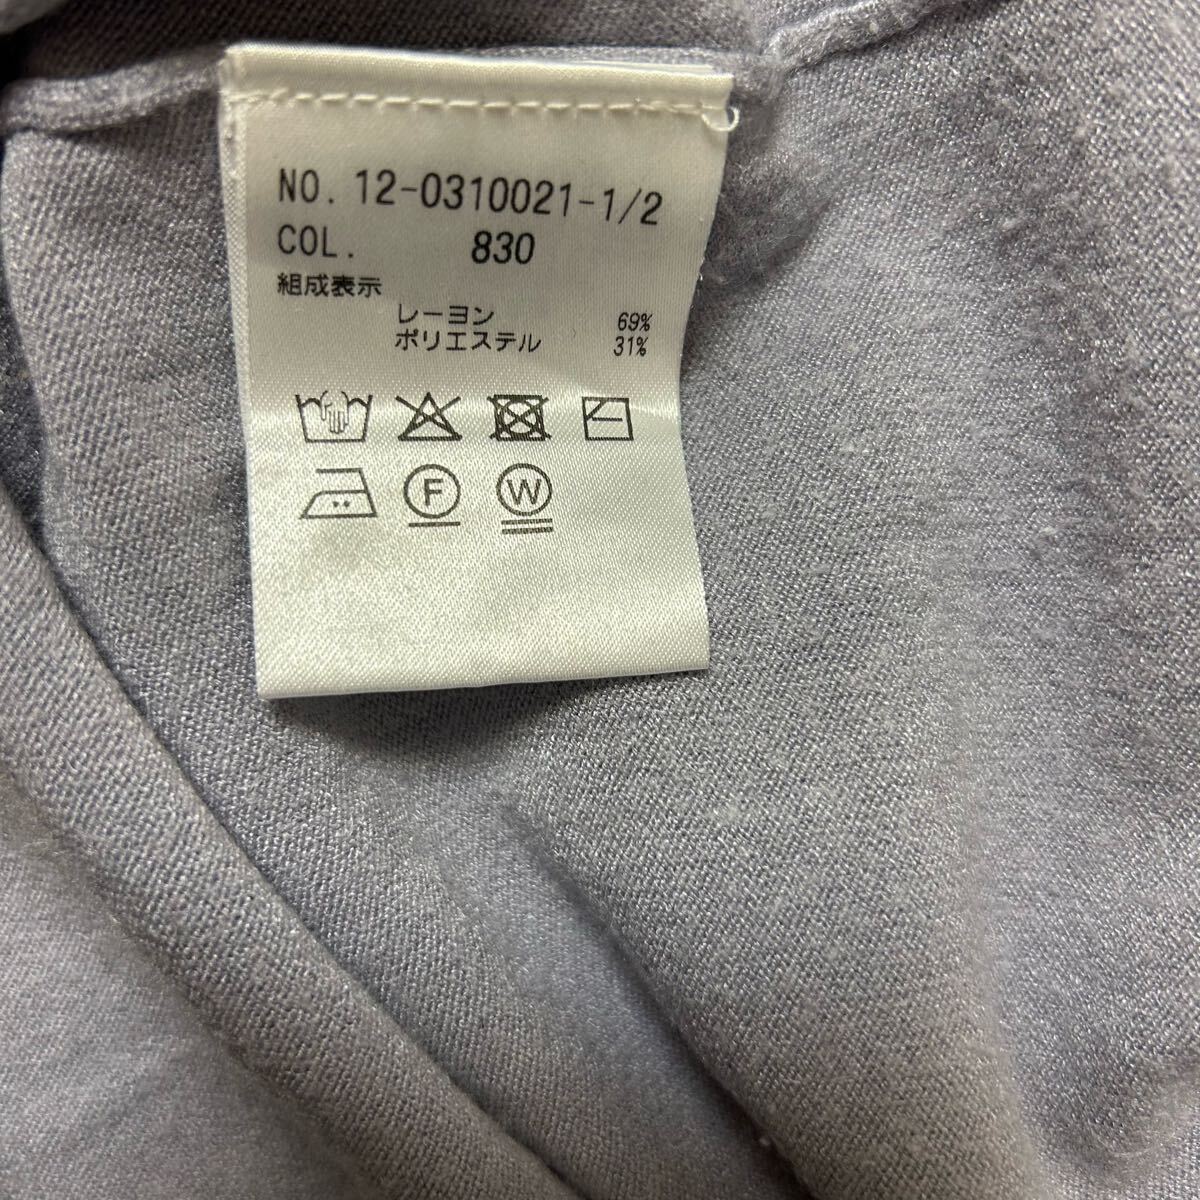 NO. 12-0310021-1/2
COL. 830
組成表示
レーヨン 69%
ポリエステル 31%
F W